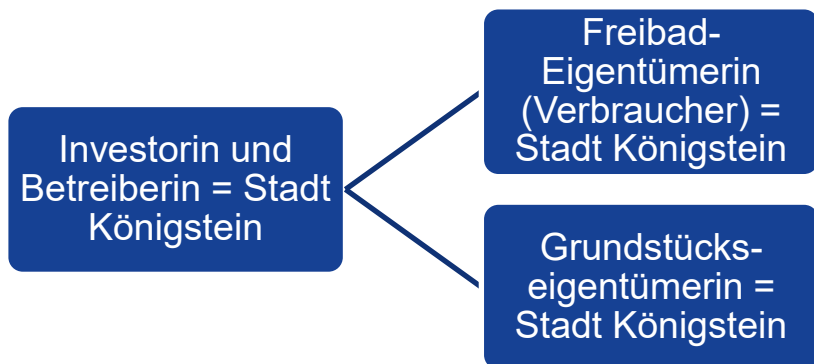 Investorin und
Betreiberin = Stadt
Königstein
Freibad-
Eigentümerin
(Verbraucher) =
Stadt Königstein
Grundstücks-
eigentümerin =
Stadt Königstein